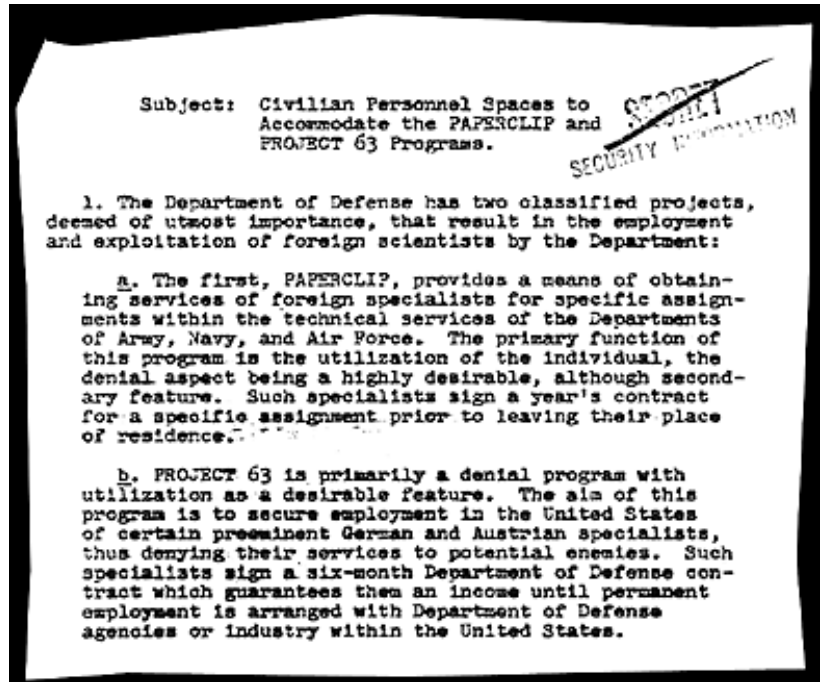 Subject: Civilian Personnel Spaces to
Accommodate the PAPERCLIP and
PROJECT 63 Programs.
SECRET
SECURITY INFORMATION
1. The Department of Defense has two classified projects,
deemed of utmost importance, that result in the employment
and exploitation of foreign scientists by the Department:
a. The first, PAPERCLIP, provides a means of obtain-
ing services of foreign specialists for specific assign-
ments within the technical services of the Departments
of Army, Navy, and Air Force. The primary function of
this program is the utilization of the individual, the
denial aspect being a highly desirable, although second-
ary feature. Such specialists sign a year's contract
for a specific assignment prior to leaving their place
of residence.
b. PROJECT 63 is primarily a denial program with
utilization as a desirable feature. The aim of this
program is to secure employment in the United States
of certain preeminent German and Austrian specialists,
thus denying their services to potential enemies. Such
specialists sign a six-month Department of Defense con-
tract which guarantees them an income until permanent
employment is arranged with Department of Defense
agencies or industry within the United States.